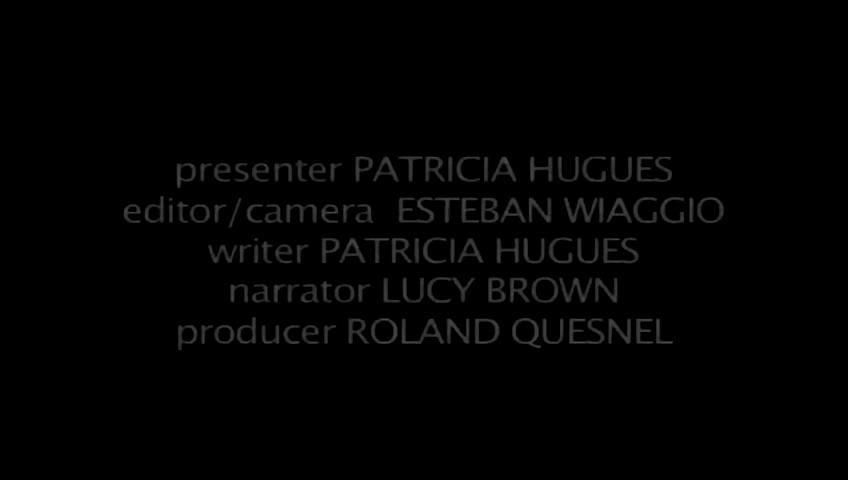 presenter PATRICIA HUGUES
editor/camera ESTEBAN WIAGGIO
writer PATRICIA HUGUES
narrator LUCY BROWN
producer ROLAND QUESNEL